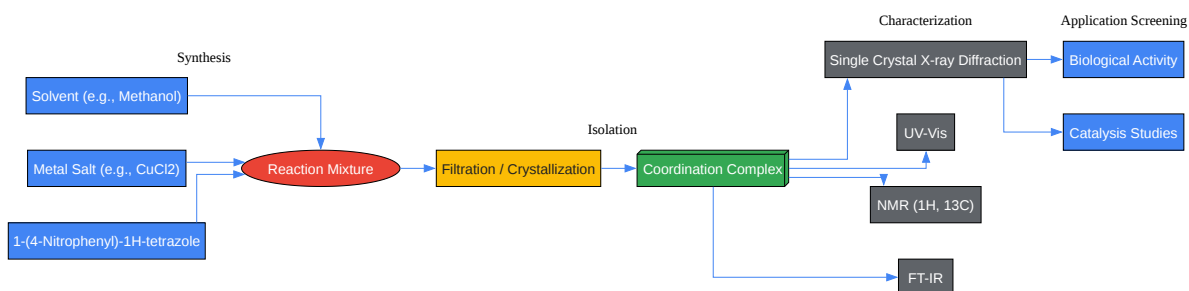 Synthesis
Solvent (e.g., Methanol)
Metal Salt (e.g., CuCl2)
1-(4-Nitrophenyl)-1H-tetrazole
Reaction Mixture
Isolation
Filtration / Crystallization
Coordination Complex
Characterization
Single Crystal X-ray Diffraction
UV-Vis
NMR (1H, 13C)
FT-IR
Application Screening
Biological Activity
Catalysis Studies